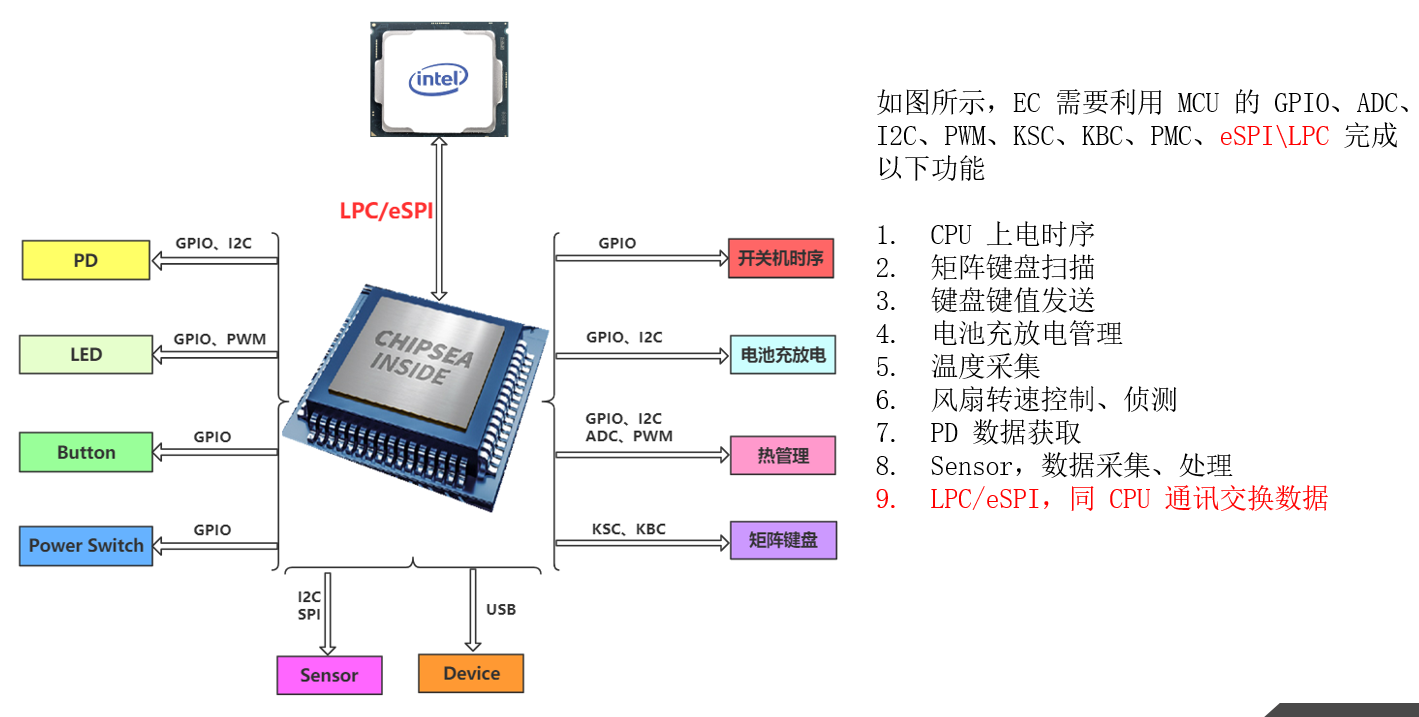 intel
LPC/eSPI
GPIO、I2C
PD
GPIO、PWM
LED
GPIO
Button
GPIO
Power Switch
CHIPSEA
INSIDE
GPIO
开关机时序
GPIO、I2C
电池充放电
GPIO、I2C
ADC、PWM
热管理
KSC、KBC
矩阵键盘
I2C
SPI
Sensor
USB
Device
如图所示，EC 需要利用 MCU 的 GPIO、ADC、
I2C、PWM、KSC、KBC、PMC、eSPI\LPC 完成
以下功能
1. CPU 上电时序
2. 矩阵键盘扫描
3. 键盘键值发送
4. 电池充放电管理
5. 温度采集
6. 风扇转速控制、侦测
7. PD 数据获取
8. Sensor，数据采集、处理
9. LPC/eSPI，同 CPU 通讯交换数据